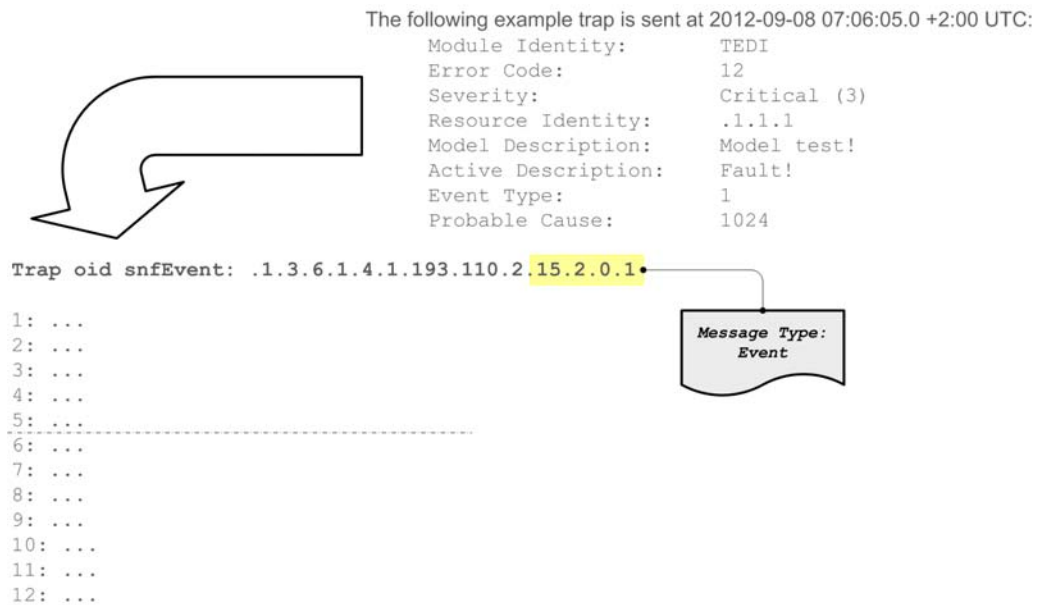 The following example trap is sent at 2012-09-08 07:06:05.0 +2:00 UTC:
Module Identity: TEDI
Error Code: 12
Severity: Critical (3)
Resource Identity: .1.1.1
Model Description: Model test!
Active Description: Fault!
Event Type: 1
Probable Cause: 1024
Trap oid snfEvent: .1.3.6.1.4.1.193.110.2.15.2.0.1
Message Type:
Event
1: ...
2: ...
3: ...
4: ...
5: ...
6: ...
7: ...
8: ...
9: ...
10: ...
11: ...
12: ...